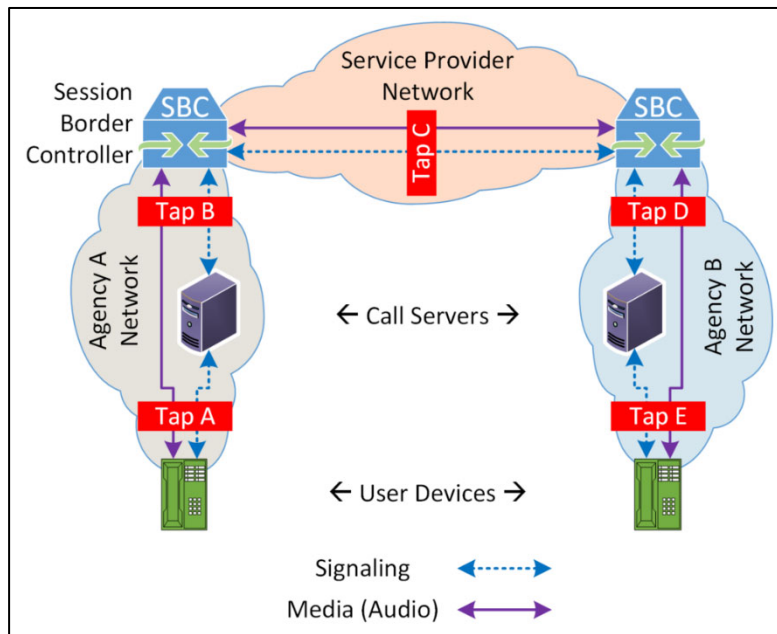 Service Provider
Network
Session
Border
Controller
SBC
SBC
Tap C
Tap B
Tap D
Agency A
Network
Agency B
Network
← Call Servers →
Tap A
Tap E
← User Devices →
Signaling
Media (Audio)